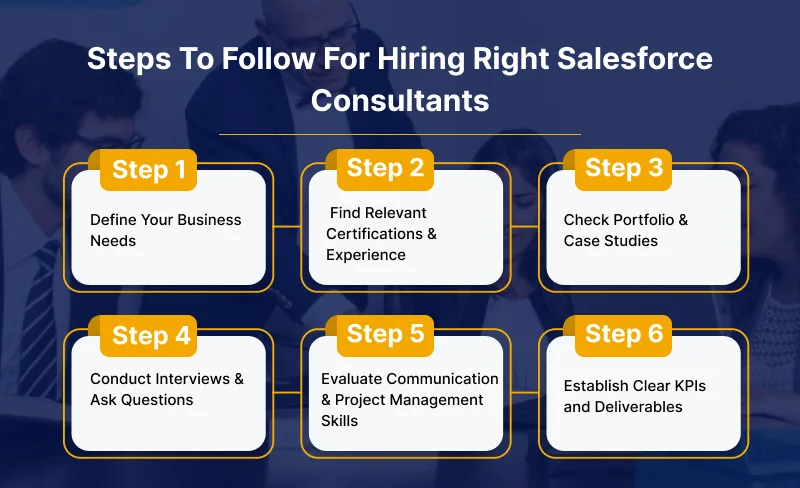 Steps To Follow For Hiring Right Salesforce
Consultants
Step 1
Define Your Business
Needs
Step 2
Find Relevant
Certifications &
Experience
Step 3
Check Portfolio &
Case Studies
Step 4
Conduct Interviews &
Ask Questions
Step 5
Evaluate Communication
& Project Management
Skills
Step 6
Establish Clear KPIs
and Deliverables